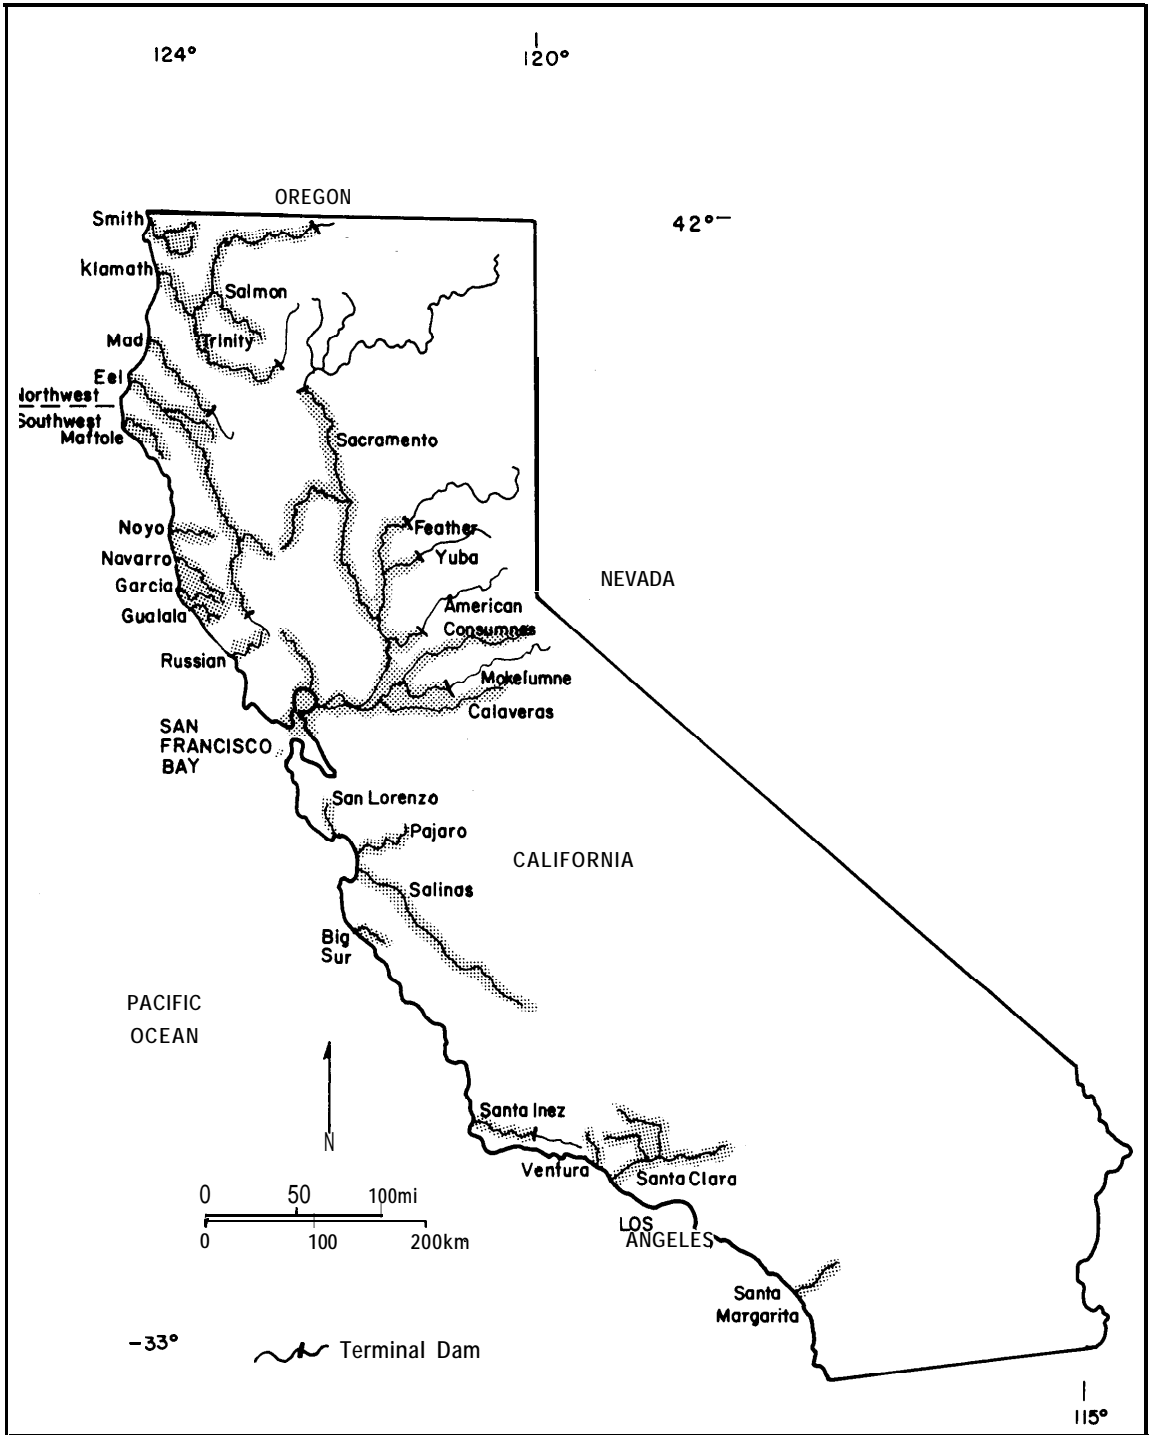 124°
120°
OREGON
42°
Smith
Klamath
Salmon
Mad
Trinity
Eel
Northwest
Southwest
Mattole
Sacramento
Noyo
Feather
Navarro
Yuba
Garcia
NEVADA
Gualala
American
Consumnes
Russian
Mokelumne
Calaveras
SAN
FRANCISCO
BAY
San Lorenzo
Pajaro
CALIFORNIA
Salinas
Big
Sur
PACIFIC
OCEAN
N
Santa Inez
Ventura
Santa Clara
0 50 100mi
0 100 200km
LOS
ANGELES
Santa
Margarita
-33°
Terminal Dam
115°